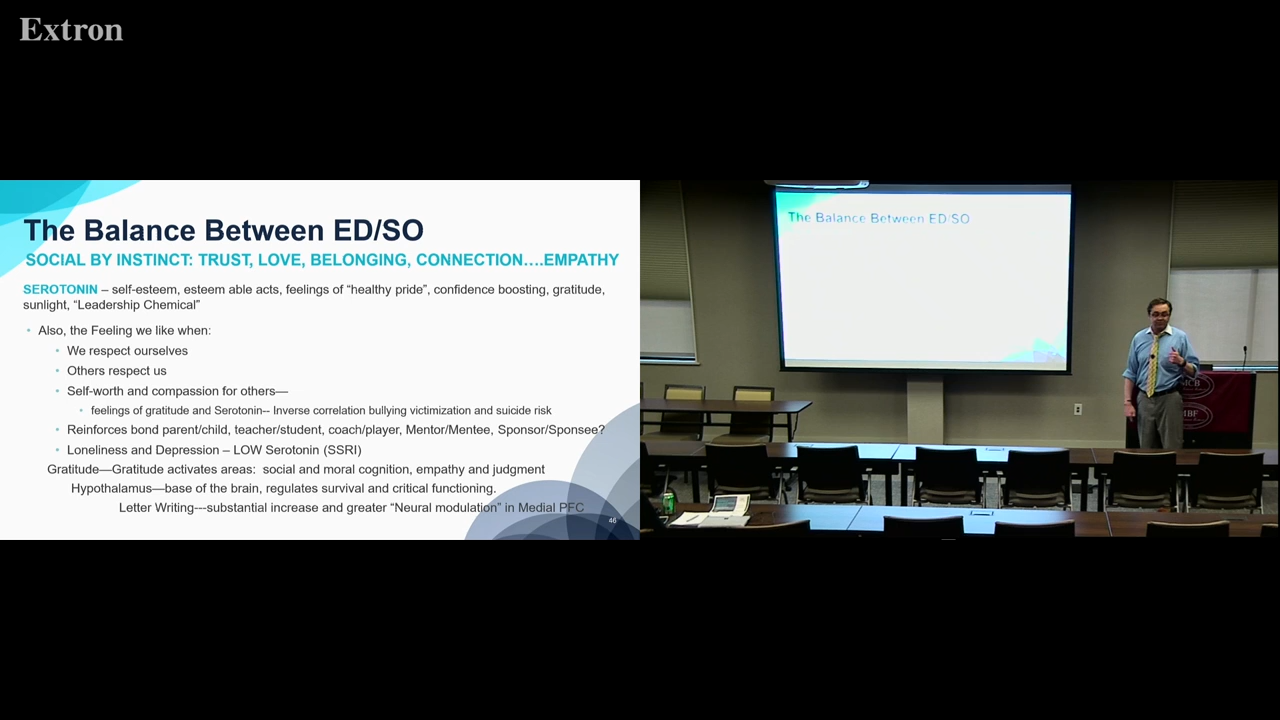 Extron
The Balance Between ED/SO
SOCIAL BY INSTINCT: TRUST, LOVE, BELONGING, CONNECTION….EMPATHY
SEROTONIN – self-esteem, esteem able acts, feelings of “healthy pride”, confidence boosting, gratitude,
sunlight, “Leadership Chemical”
• Also, the Feeling we like when:
• We respect ourselves
• Others respect us
• Self-worth and compassion for others—
• feelings of gratitude and Serotonin-- Inverse correlation bullying victimization and suicide risk
• Reinforces bond parent/child, teacher/student, coach/player, Mentor/Mentee, Sponsor/Sponsee?
• Loneliness and Depression – LOW Serotonin (SSRI)
Gratitude—Gratitude activates areas: social and moral cognition, empathy and judgment
Hypothalamus—base of the brain, regulates survival and critical functioning.
Letter Writing---substantial increase and greater “Neural modulation” in Medial PFC
46
The Balance Between ED/SO
MCB
MBF